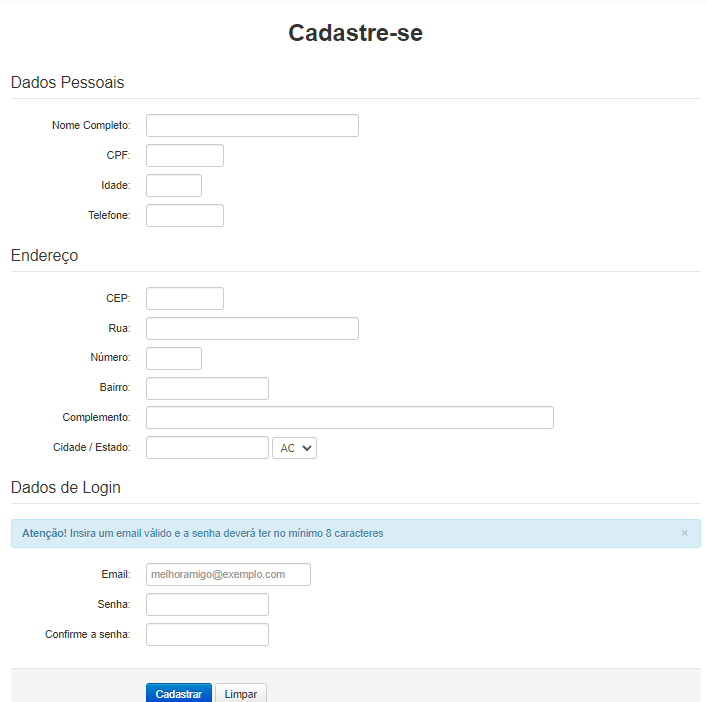 Cadastre-se
Dados Pessoais
Nome Completo:
CPF:
Idade:
Telefone:
Endereço
CEP:
Rua:
Número:
Bairro:
Complemento:
Cidade / Estado: AC
Dados de Login
Atenção! Insira um email válido e a senha deverá ter no mínimo 8 caracteres ×
Email: melhoramigo@exemplo.com
Senha:
Confirme a senha:
Cadastrar Limpar